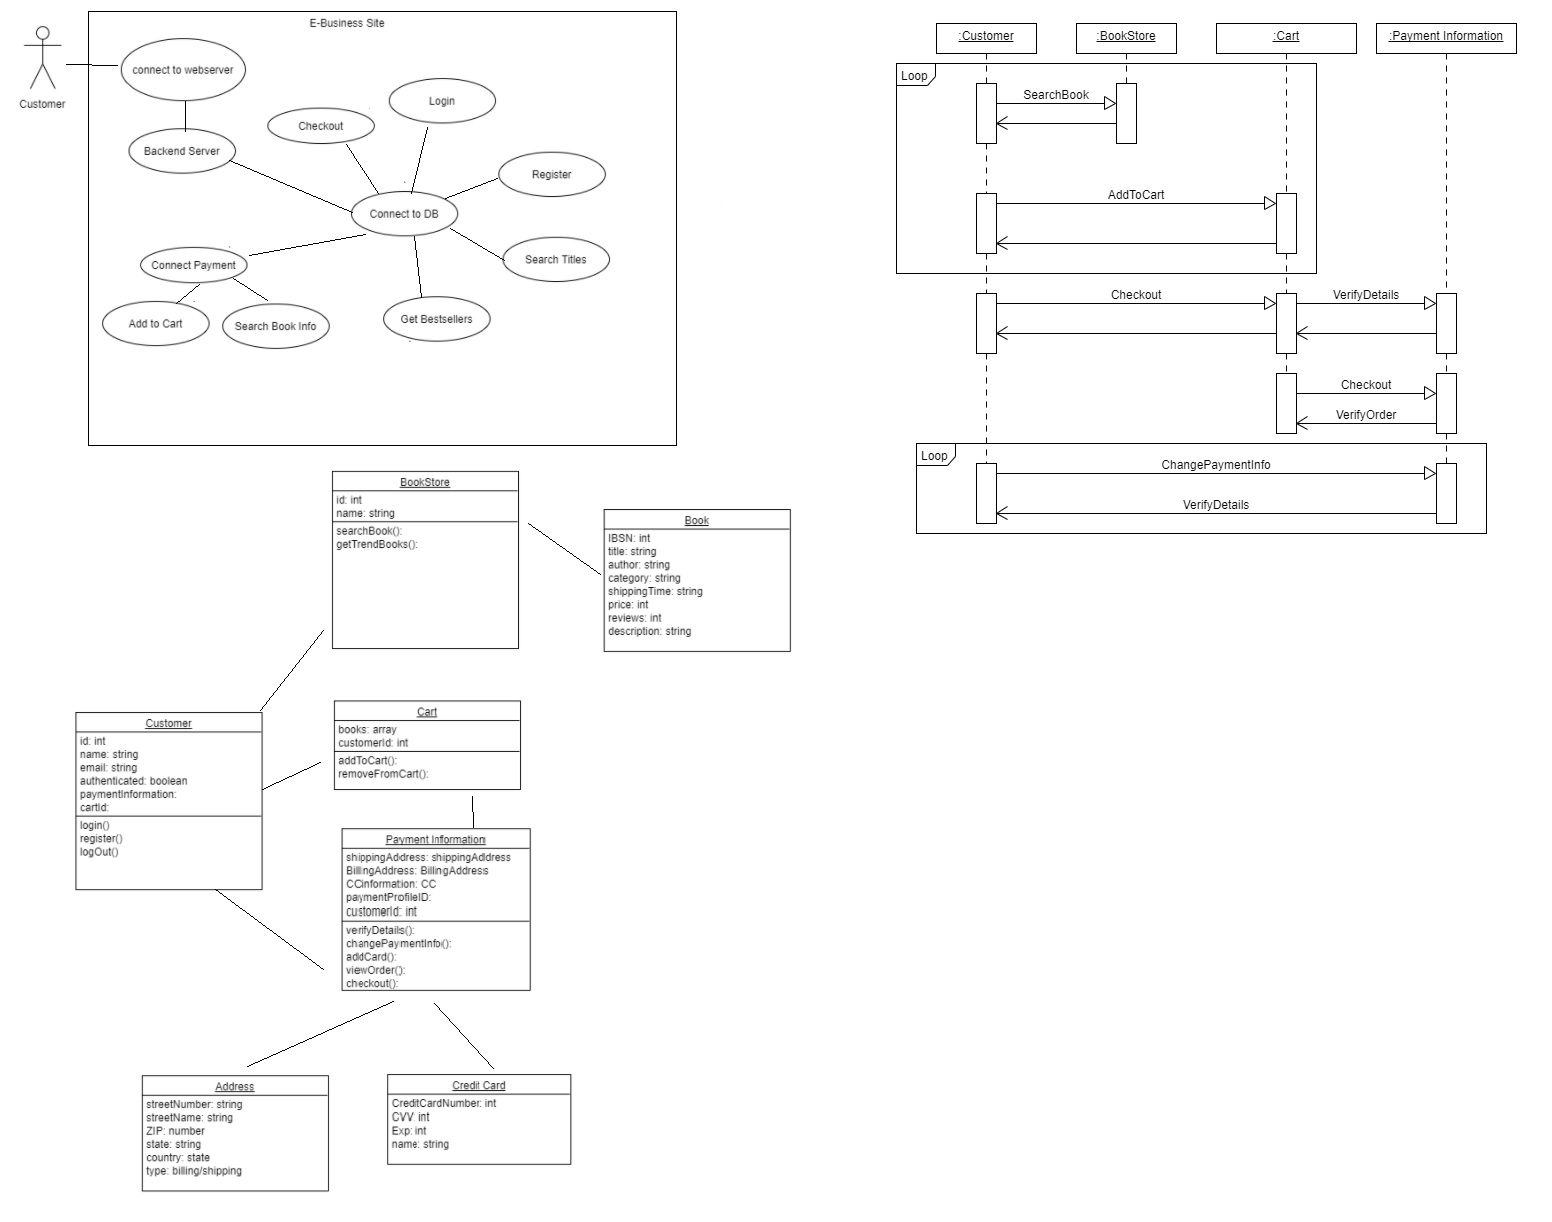 E-Business Site
Customer
connect to webserver
Backend Server
Checkout
Login
Register
Connect to DB
Search Titles
Connect Payment
Add to Cart
Search Book Info
Get Bestsellers
:Customer
:BookStore
:Cart
:Payment Information
Loop
SearchBook
AddToCart
Checkout
VerifyDetails
Checkout
VerifyOrder
Loop
ChangePaymentInfo
VerifyDetails
BookStore
id: int
name: string
searchBook():
getTrendBooks():
Book
IBSN: int
title: string
author: string
category: string
shippingTime: string
price: int
reviews: int
description: string
Customer
id: int
name: string
email: string
authenticated: boolean
paymentInformation:
cartId:
login()
register()
logOut()
Cart
books: array
customerId: int
addToCart():
removeFromCart():
Payment Information
shippingAddress: shippingAddress
BillingAddress: BillingAddress
CCinformation: CC
paymentProfileID:
customerId: int
verifyDetails():
changePaymentInfo():
addCard():
viewOrder():
checkout():
Address
streetNumber: string
streetName: string
ZIP: number
state: string
country: state
type: billing/shipping
Credit Card
CreditCardNumber: int
CVV: int
Exp: int
name: string